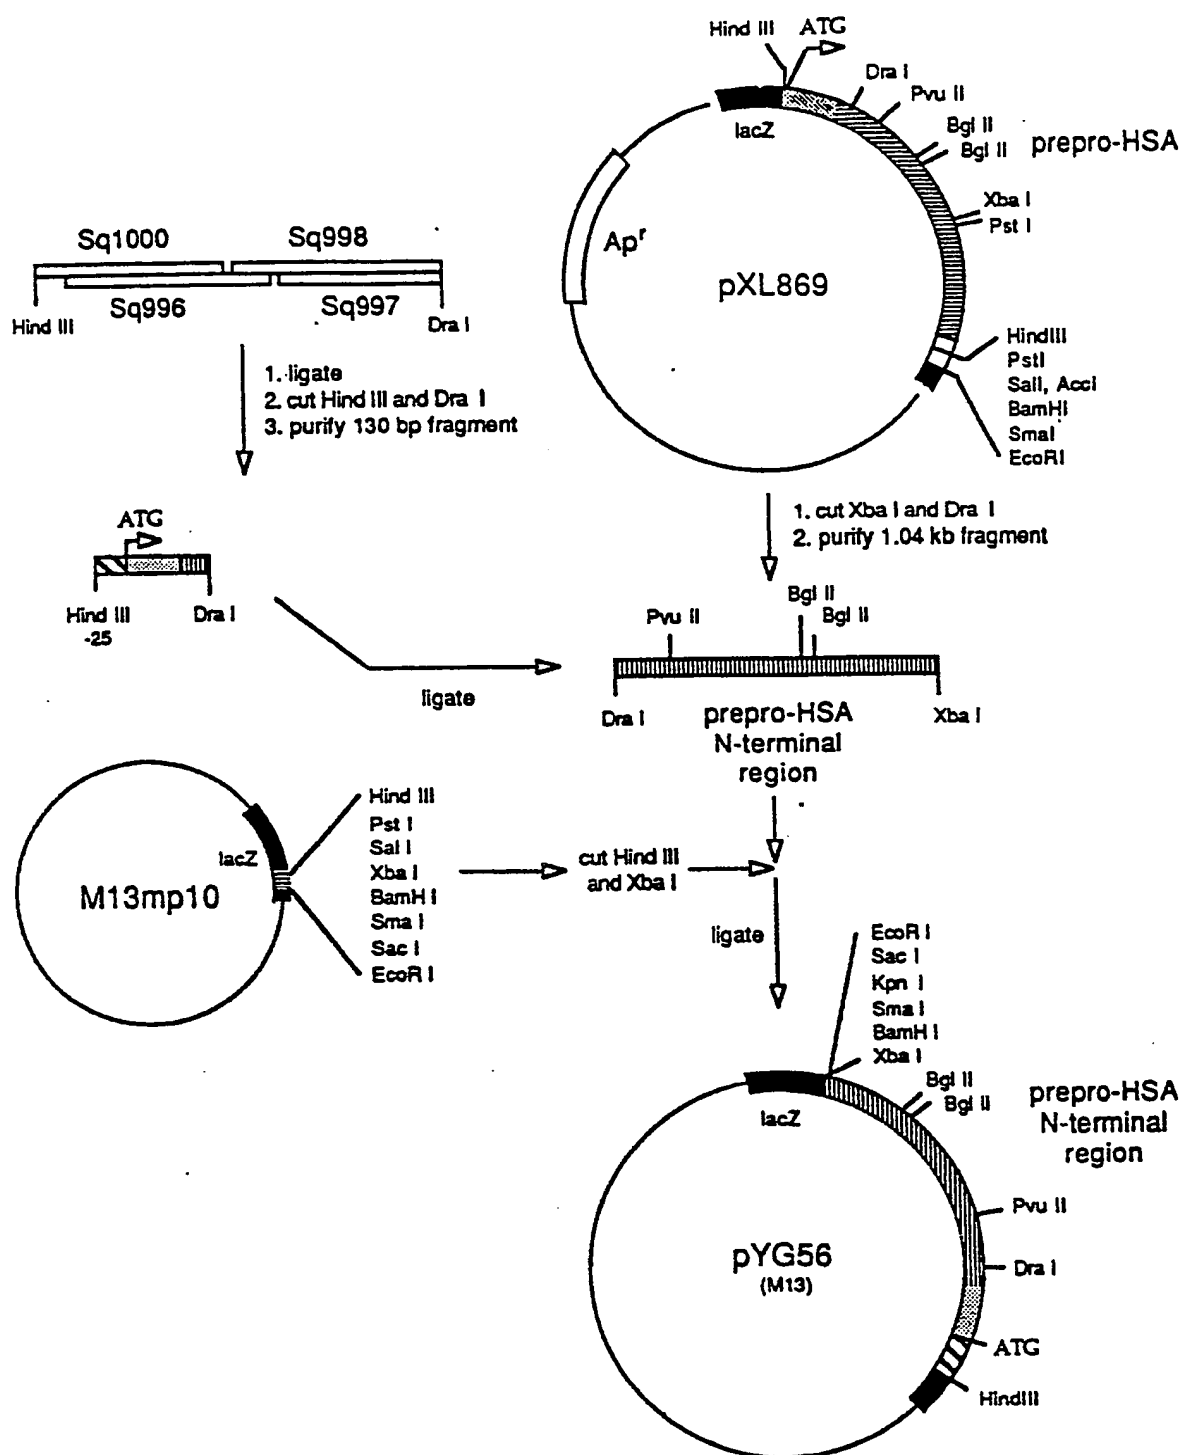 Hind III
ATG
Dra I
Pvu II
Bgl II
Bgl II
prepro-HSA
lacZ
Xba I
Pst I
Apr
pXL869
HindIII
PstI
SalI, AccI
BamHI
SmaI
EcoRI
Sq1000
Sq998
Sq996
Sq997
Hind III
Dra I
1. ligate
2. cut Hind III and Dra I
3. purify 130 bp fragment
1. cut Xba I and Dra I
2. purify 1.04 kb fragment
ATG
Hind III
-25
Dra I
ligate
Pvu II
Bgl II
Bgl II
Dra I
Xba I
prepro-HSA
N-terminal
region
M13mp10
lacZ
Hind III
Pst I
Sal I
Xba I
BamH I
Sma I
Sac I
EcoR I
cut Hind III
and Xba I
ligate
EcoR I
Sac I
Kpn I
Sma I
BamH I
Xba I
Bgl II
Bgl II
lacZ
prepro-HSA
N-terminal
region
Pvu II
Dra I
ATG
HindIII
pYG56
(M13)